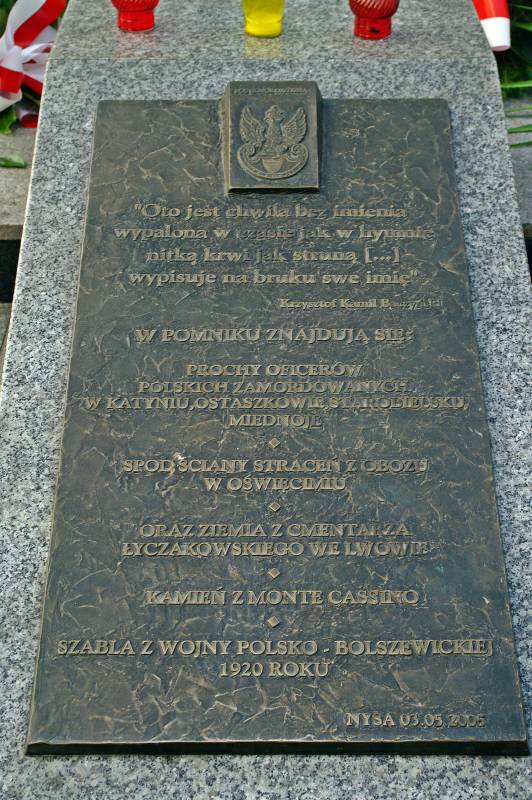 "Oto jest chwila bez imienia
wypalona w czasie jak w hymnie
nitką krwi jak struną [...]
wypisuje na bruku swe imię"
Krzysztof Kamil Baczyński
W POMNIKU ZNAJDUJĄ SIĘ:
PROCHY OFICERÓW
POLSKICH ZAMORDOWANYCH
W KATYNIU, OSTASZKOWIE, STAROBIELSKU,
MIEDNOJE
SPOD ŚCIANY STRACEŃ Z OBOZU
W OŚWIĘCIMIU
ORAZ ZIEMIA Z CMENTARZA
ŁYCZAKOWSKIEGO WE LWOWIE
KAMIEŃ Z MONTE CASSINO
SZABLA Z WOJNY POLSKO - BOLSZEWICKIEJ
1920 ROKU
NYSA 03.05.2005